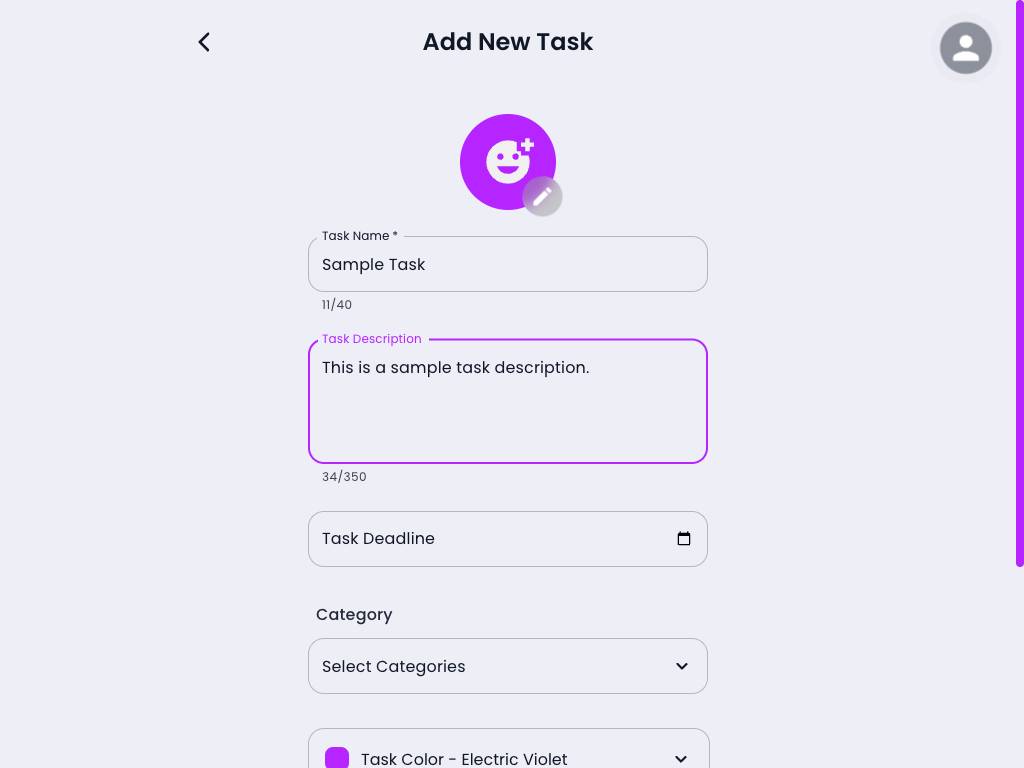 Add New Task
Task Name *
Sample Task
11/40
Task Description
This is a sample task description.
34/350
Task Deadline
Category
Select Categories
Task Color - Electric Violet